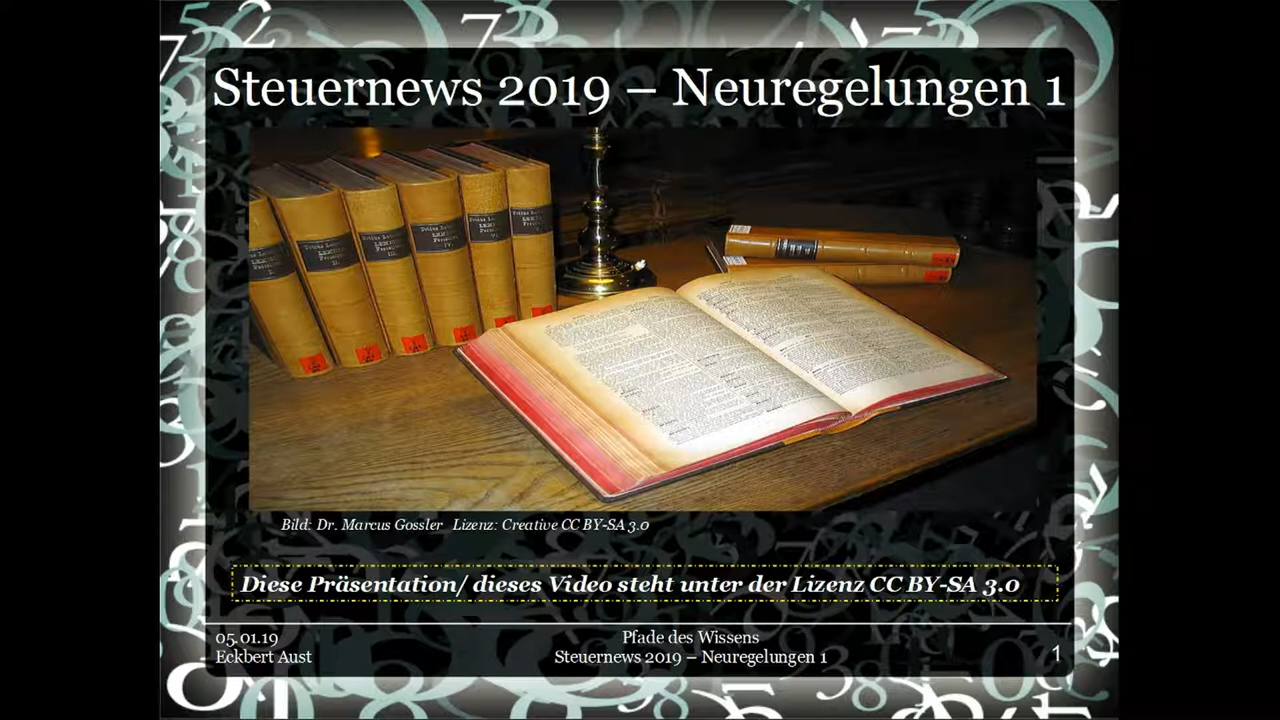 Steuernews 2019 – Neuregelungen 1
Bild: Dr. Marcus Gossler Lizenz: Creative CC BY-SA 3.0
Diese Präsentation/ dieses Video steht unter der Lizenz CC BY-SA 3.0
05.01.19
Eckbert Aust
Pfade des Wissens
Steuernews 2019 – Neuregelungen 1
1